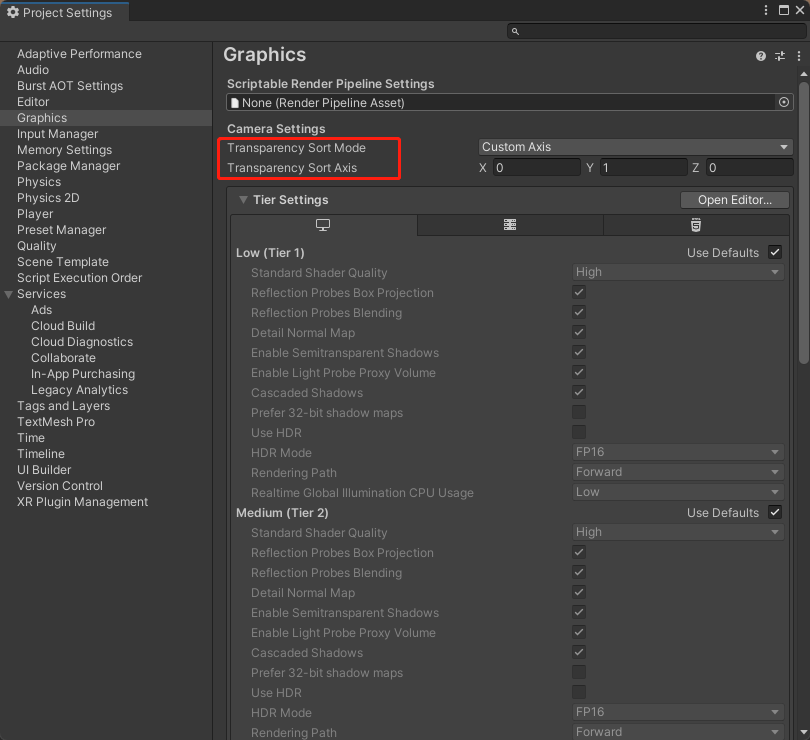 Project Settings
Adaptive Performance
Audio
Burst AOT Settings
Editor
Graphics
Input Manager
Memory Settings
Package Manager
Physics
Physics 2D
Player
Preset Manager
Quality
Scene Template
Script Execution Order
Services
Ads
Cloud Build
Cloud Diagnostics
Collaborate
In-App Purchasing
Legacy Analytics
Tags and Layers
TextMesh Pro
Time
Timeline
UI Builder
Version Control
XR Plugin Management
Graphics
Scriptable Render Pipeline Settings
None (Render Pipeline Asset)
Camera Settings
Transparency Sort Mode Custom Axis
Transparency Sort Axis X 0 Y 1 Z 0
Tier Settings Open Editor...
Low (Tier 1) Use Defaults
Standard Shader Quality High
Reflection Probes Box Projection
Reflection Probes Blending
Detail Normal Map
Enable Semitransparent Shadows
Enable Light Probe Proxy Volume
Cascaded Shadows
Prefer 32-bit shadow maps
Use HDR
HDR Mode FP16
Rendering Path Forward
Realtime Global Illumination CPU Usage Low
Medium (Tier 2) Use Defaults
Standard Shader Quality High
Reflection Probes Box Projection
Reflection Probes Blending
Detail Normal Map
Enable Semitransparent Shadows
Enable Light Probe Proxy Volume
Cascaded Shadows
Prefer 32-bit shadow maps
Use HDR
HDR Mode FP16
Rendering Path Forward